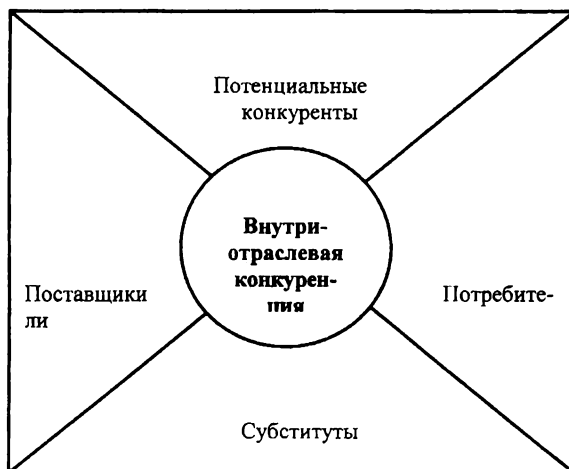 Потенциальные
конкуренты
Внутри-
отраслевая
конкурен-
ция
Поставщики
Потребите-
ли
Субституты